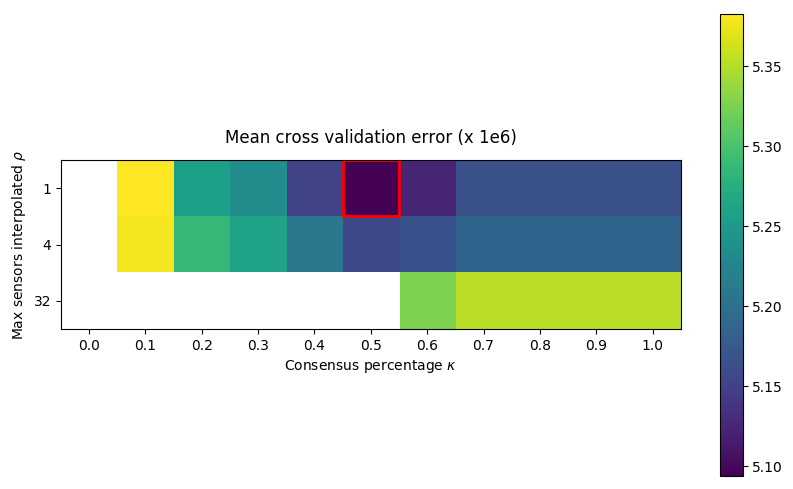 Mean cross validation error (x 1e6)
Max sensors interpolated ρ
1
4
32
0.0 0.1 0.2 0.3 0.4 0.5 0.6 0.7 0.8 0.9 1.0
Consensus percentage κ
5.35
5.30
5.25
5.20
5.15
5.10